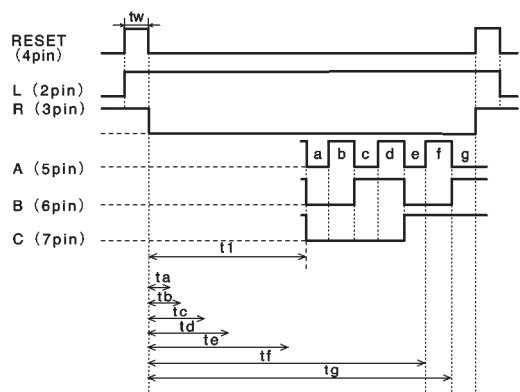 tw
RESET
(4pin)
L (2pin)
R (3pin)
a b c d e f g
A (5pin)
B (6pin)
C (7pin)
t1
ta
tb
tc
td
te
tf
tg